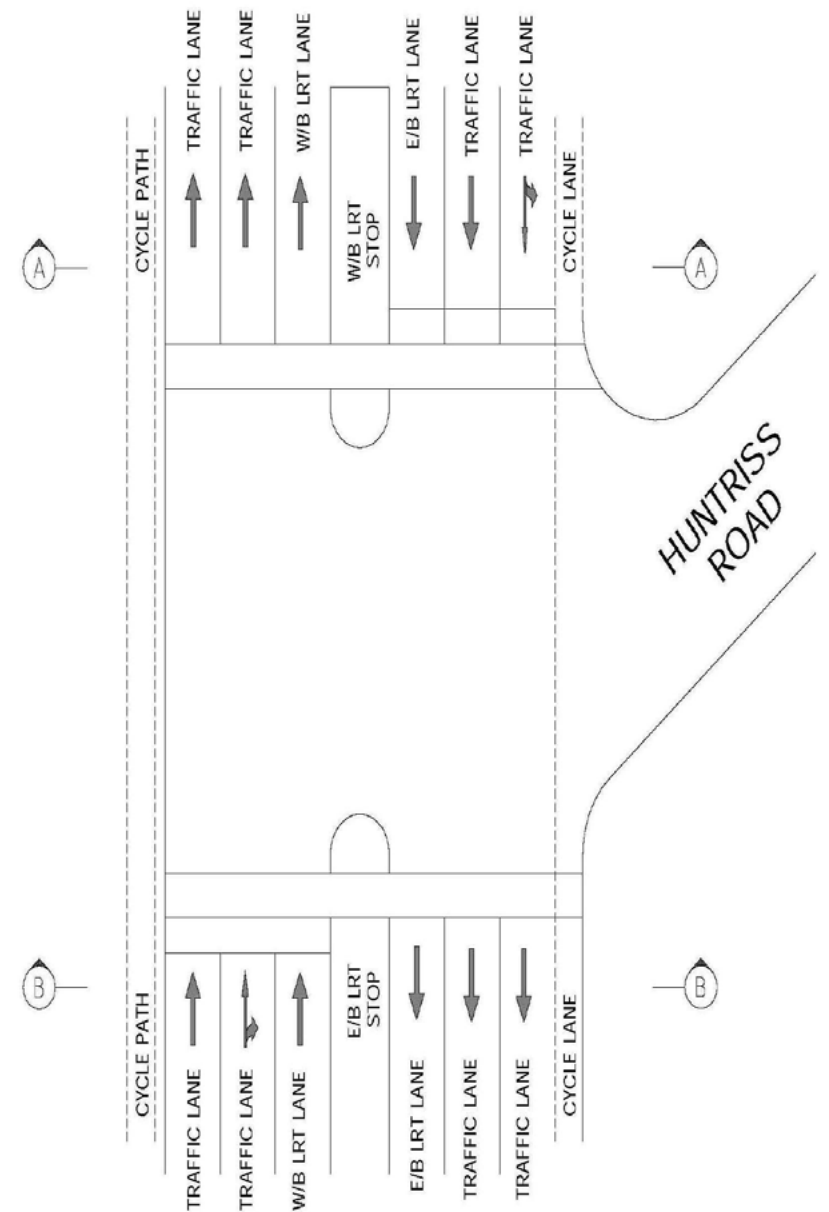 CYCLE PATH
TRAFFIC LANE
TRAFFIC LANE
W/B LRT LANE
W/B LRT
STOP
E/B LRT LANE
TRAFFIC LANE
TRAFFIC LANE
CYCLE LANE
A
A
HUNTRISS
ROAD
B
B
CYCLE PATH
TRAFFIC LANE
TRAFFIC LANE
W/B LRT LANE
E/B LRT
STOP
E/B LRT LANE
TRAFFIC LANE
TRAFFIC LANE
CYCLE LANE